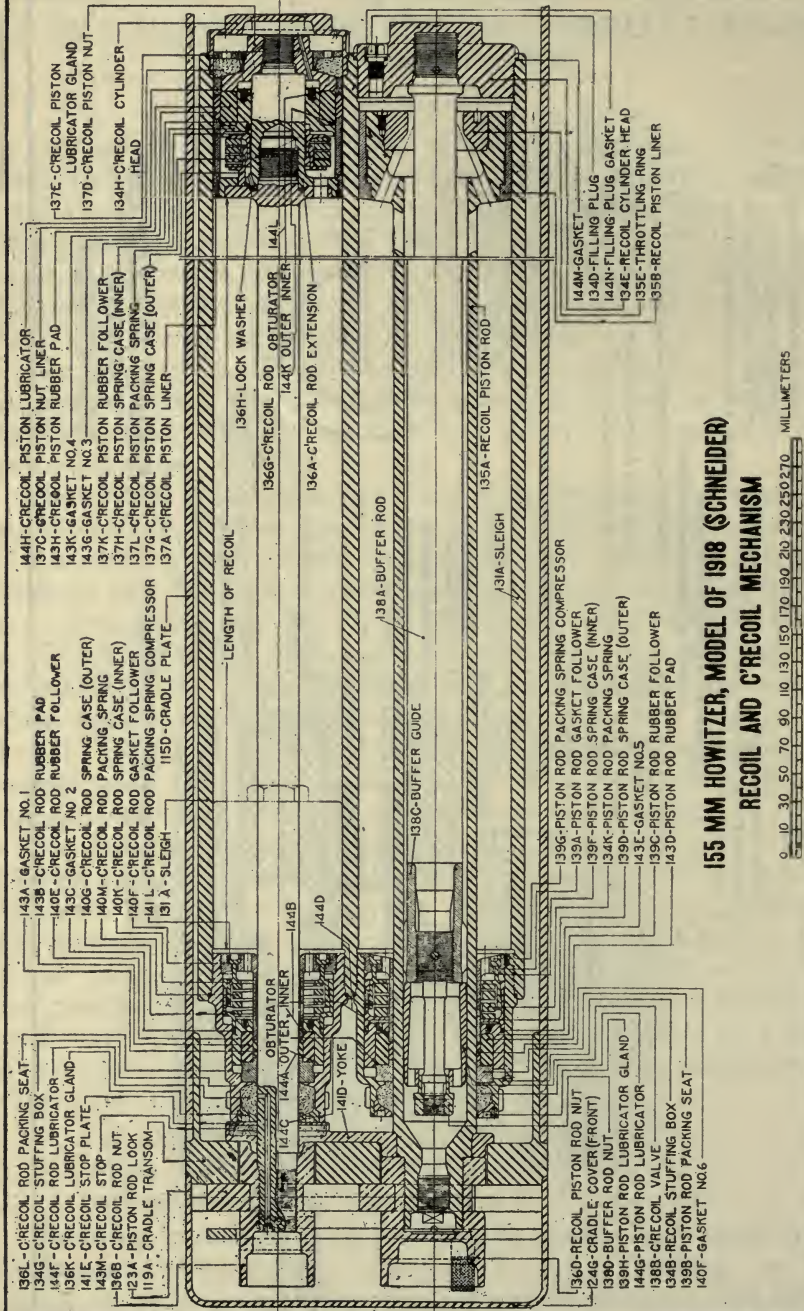 136L-C'RECOIL ROD PACKING SEAT
134G-C'RECOIL STUFFING BOX
144F-C'RECOIL ROD LUBRICATOR
136K-C'RECOIL LUBRICATOR GLAND
141E-C'RECOIL STOP PLATE
143M-C'RECOIL STOP
136B-C'RECOIL ROD NUT
123A-PISTON ROD LOCK
119A-CRADLE TRANSOM
143A-GASKET NO.1
143B-C'RECOIL ROD RUBBER PAD
140E-C'RECOIL ROD RUBBER FOLLOWER
143C-GASKET NO 2
140G-C'RECOIL ROD SPRING CASE (OUTER)
140M-C'RECOIL ROD PACKING SPRING
140K-C'RECOIL ROD SPRING CASE (INNER)
140F-C'RECOIL ROD GASKET FOLLOWER
141L-C'RECOIL ROD PACKING SPRING COMPRESSOR
131A-SLEIGH
115D-CRADLE PLATE
144H-C'RECOIL PISTON LUBRICATOR
137C-C'RECOIL PISTON NUT LINER
143H-C'RECOIL PISTON RUBBER PAD
143K-GASKET NO.4
143G-GASKET NO.3
137K-C'RECOIL PISTON RUBBER FOLLOWER
137H-C'RECOIL PISTON SPRING CASE (INNER)
137L-C'RECOIL PISTON PACKING SPRING
137G-C'RECOIL PISTON SPRING CASE (OUTER)
137A-C'RECOIL PISTON LINER
137E-C'RECOIL PISTON
LUBRICATOR GLAND
137D-C'RECOIL PISTON NUT
134H-C'RECOIL CYLINDER
HEAD
LENGTH OF RECOIL
136H-LOCK WASHER
136G-C'RECOIL ROD OBTURATOR
144K OUTER INNER
144L
136A-C'RECOIL ROD EXTENSION
OBTURATOR
144A OUTER INNER
144B
144C
144D
141D-YOKE
138C-BUFFER GUIDE
138A-BUFFER ROD
135A-RECOIL PISTON ROD
131A-SLEIGH
136D-RECOIL PISTON ROD NUT
124G-CRADLE COVER (FRONT)
138D-BUFFER ROD NUT
139H-PISTON ROD LUBRICATOR GLAND
144G-PISTON ROD LUBRICATOR
138B-C'RECOIL VALVE
134B-RECOIL STUFFING BOX
139B-PISTON ROD PACKING SEAT
140F-GASKET NO.6
139G-PISTON ROD PACKING SPRING COMPRESSOR
139A-PISTON ROD GASKET FOLLOWER
139F-PISTON ROD SPRING CASE (INNER)
134K-PISTON ROD PACKING SPRING
139D-PISTON ROD SPRING CASE (OUTER)
143E-GASKET NO.5
139C-PISTON ROD RUBBER FOLLOWER
143D-PISTON ROD RUBBER PAD
144M-GASKET
134D-FILLING PLUG
144N-FILLING PLUG GASKET
134E-RECOIL CYLINDER HEAD
135E-THROTTLING RING
135B-RECOIL PISTON LINER
155 MM HOWITZER, MODEL OF 1918 (SCHNEIDER)
RECOIL AND C'RECOIL MECHANISM
0 10 30 50 70 90 110 130 150 170 190 210 230 250 270 MILLIMETERS